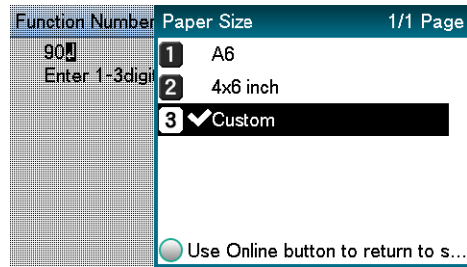 Function Number
90
Enter 1-3digi
Paper Size 1/1 Page
1 A6
2 4x6 inch
3 Custom
Use Online button to return to s...